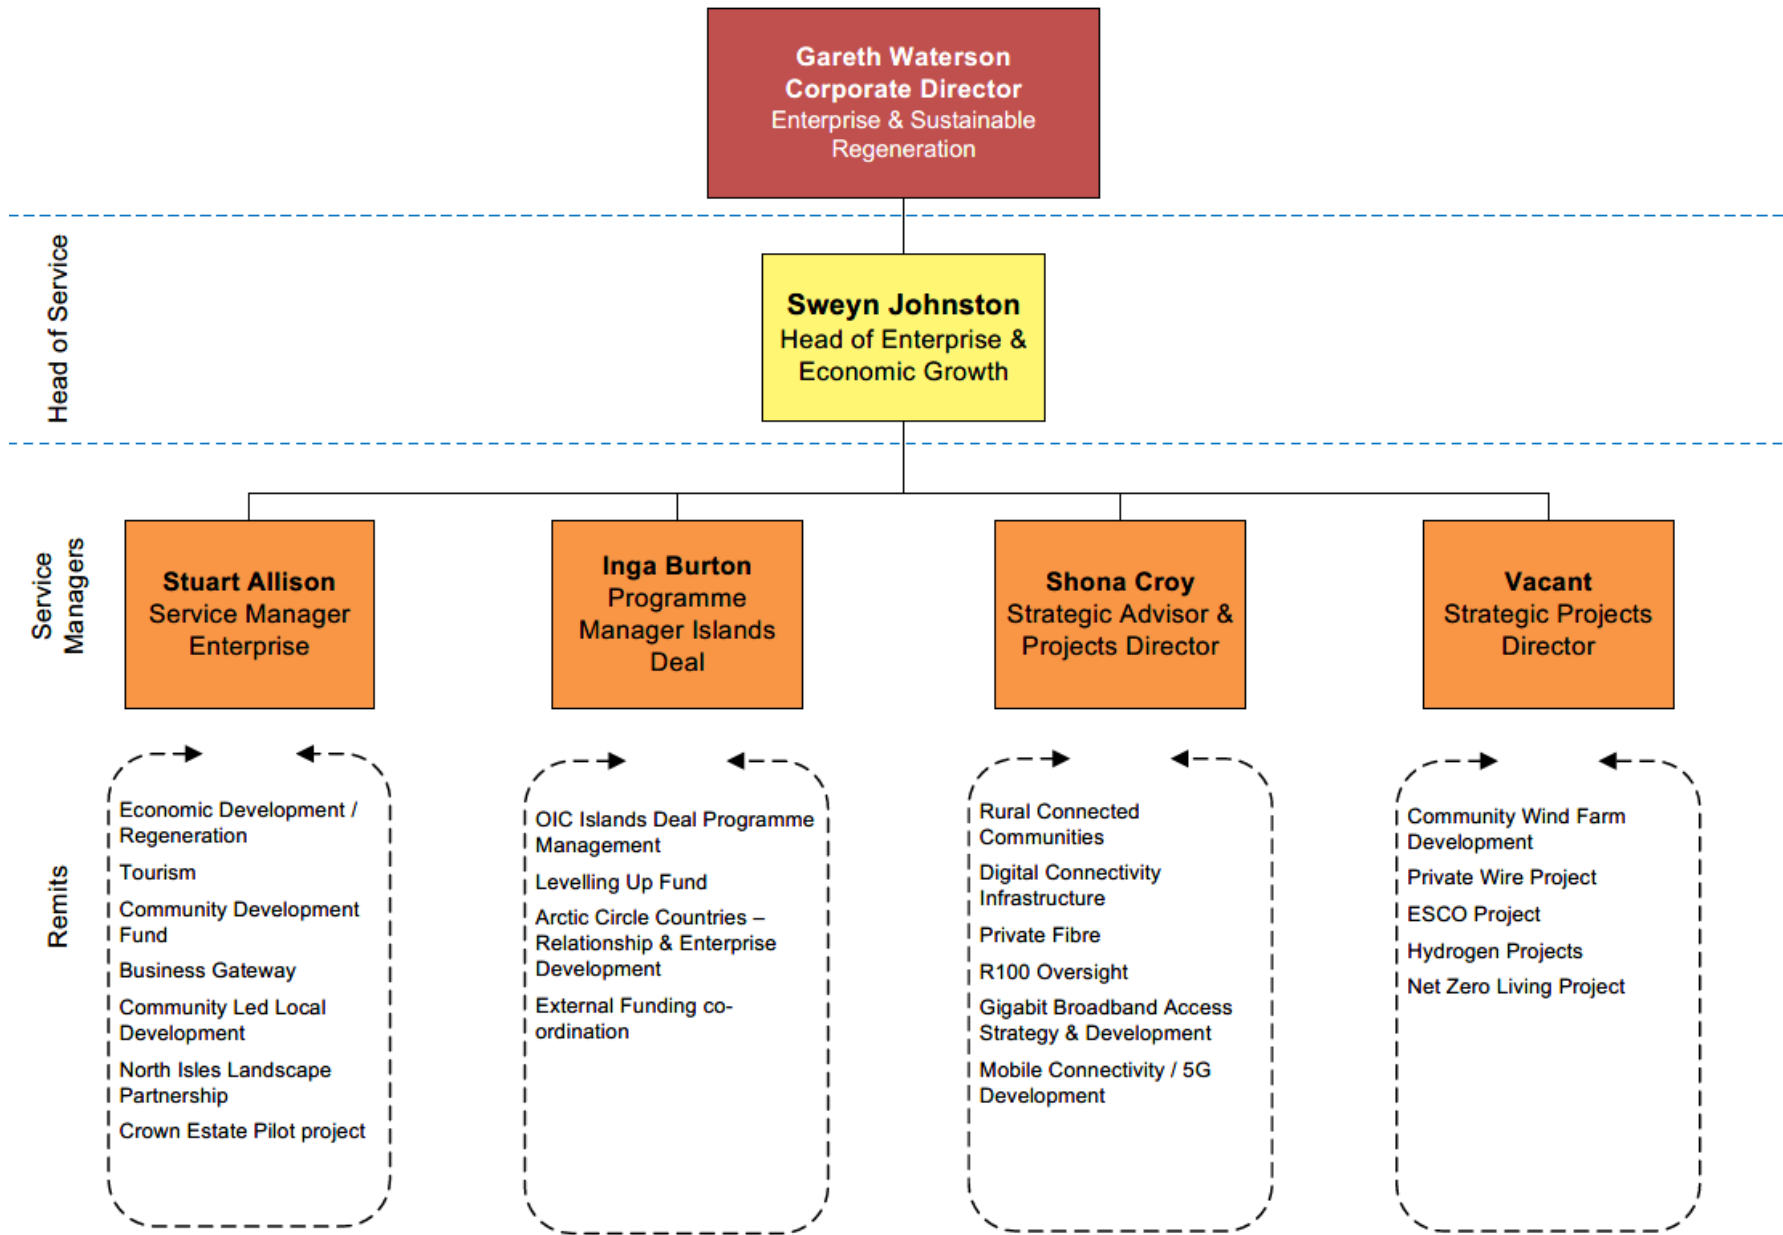 Gareth Waterson
Corporate Director
Enterprise & Sustainable
Regeneration
Head of Service
Sweyn Johnston
Head of Enterprise &
Economic Growth
Service
Managers
Stuart Allison
Service Manager
Enterprise
Inga Burton
Programme
Manager Islands
Deal
Shona Croy
Strategic Advisor &
Projects Director
Vacant
Strategic Projects
Director
Remits
Economic Development /
Regeneration
Tourism
Community Development
Fund
Business Gateway
Community Led Local
Development
North Isles Landscape
Partnership
Crown Estate Pilot project
OIC Islands Deal Programme
Management
Levelling Up Fund
Arctic Circle Countries –
Relationship & Enterprise
Development
External Funding co-
ordination
Rural Connected
Communities
Digital Connectivity
Infrastructure
Private Fibre
R100 Oversight
Gigabit Broadband Access
Strategy & Development
Mobile Connectivity / 5G
Development
Community Wind Farm
Development
Private Wire Project
ESCO Project
Hydrogen Projects
Net Zero Living Project